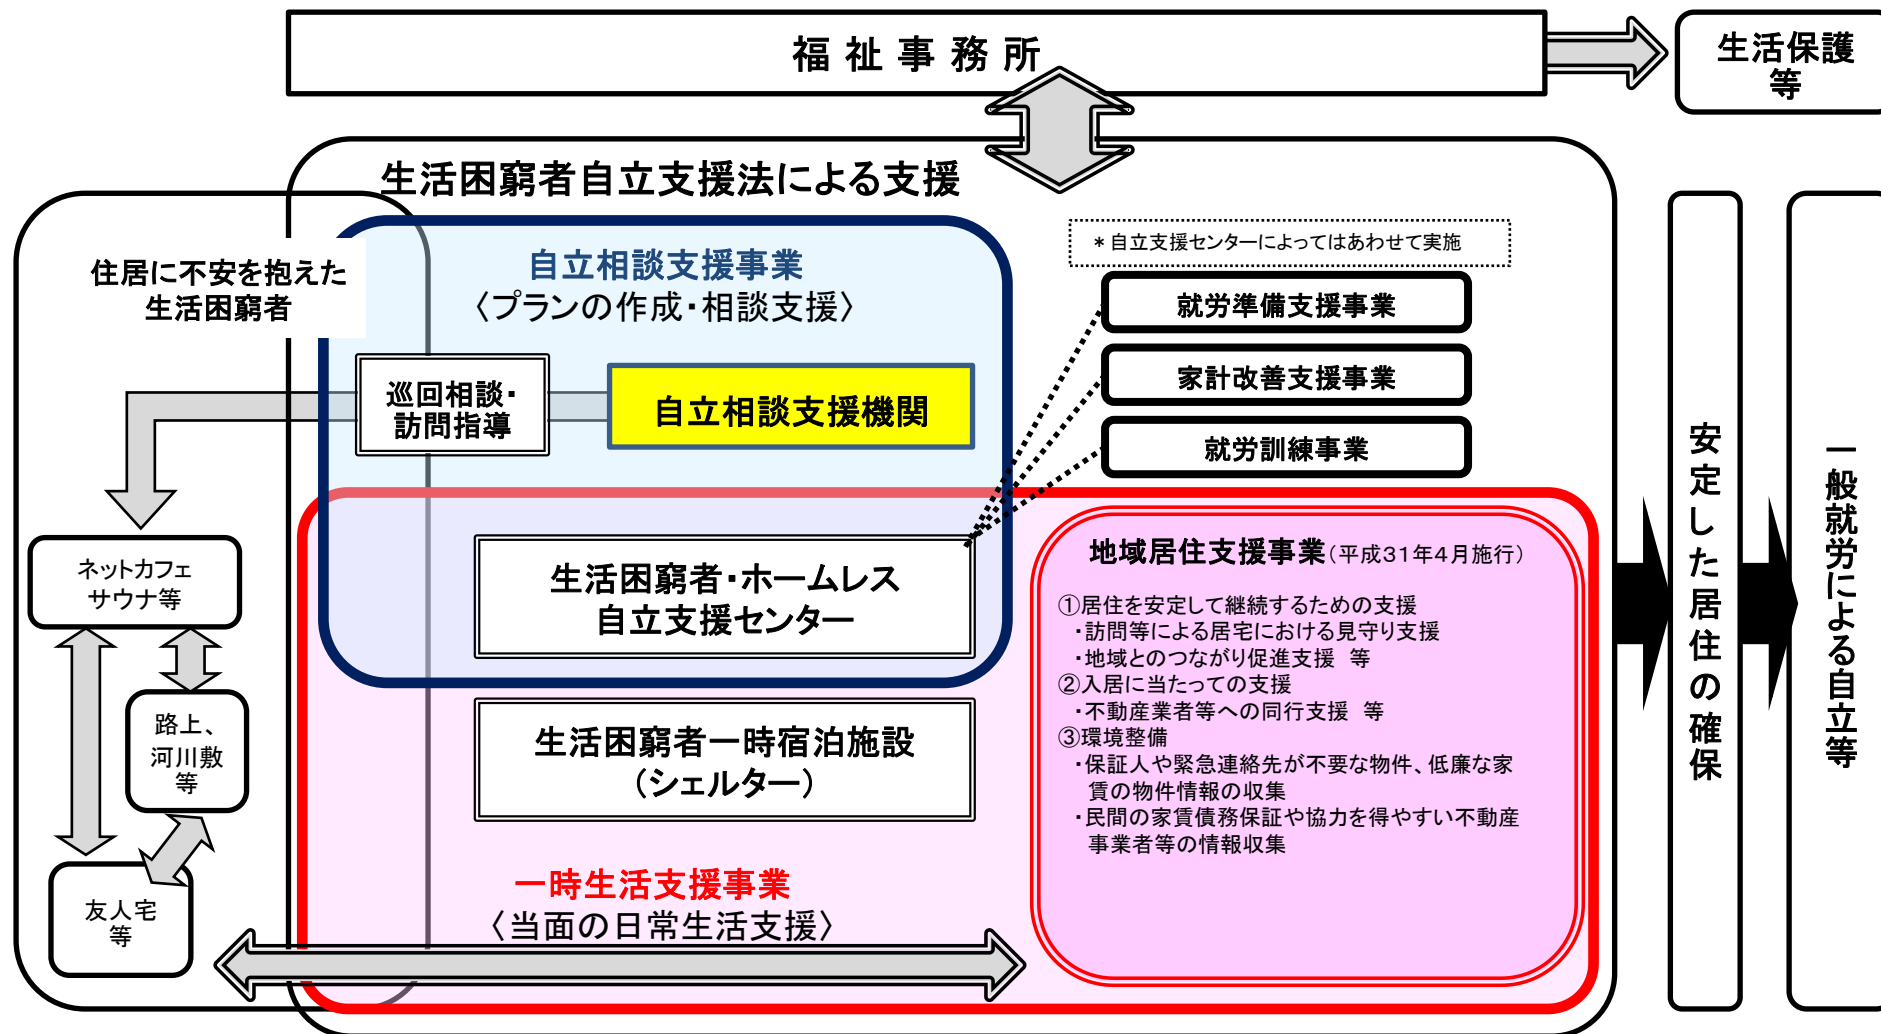 福祉事務所
生活保護
等
生活困窮者自立支援法による支援
住居に不安を抱えた
生活困窮者
自立相談支援事業
〈プランの作成・相談支援〉
＊自立支援センターによってはあわせて実施
就労準備支援事業
家計改善支援事業
就労訓練事業
巡回相談・
訪問指導
自立相談支援機関
ネットカフェ
サウナ等
路上、
河川敷
等
友人宅
等
生活困窮者・ホームレス
自立支援センター
生活困窮者一時宿泊施設
（シェルター）
一時生活支援事業
〈当面の日常生活支援〉
地域居住支援事業（平成31年4月施行）
①居住を安定して継続するための支援
・訪問等による居宅における見守り支援
・地域とのつながり促進支援　等
②入居に当たっての支援
・不動産業者等への同行支援　等
③環境整備
・保証人や緊急連絡先が不要な物件、低廉な家
賃の物件情報の収集
・民間の家賃債務保証や協力を得やすい不動産
事業者等の情報収集
安定した居住の確保
一般就労による自立等